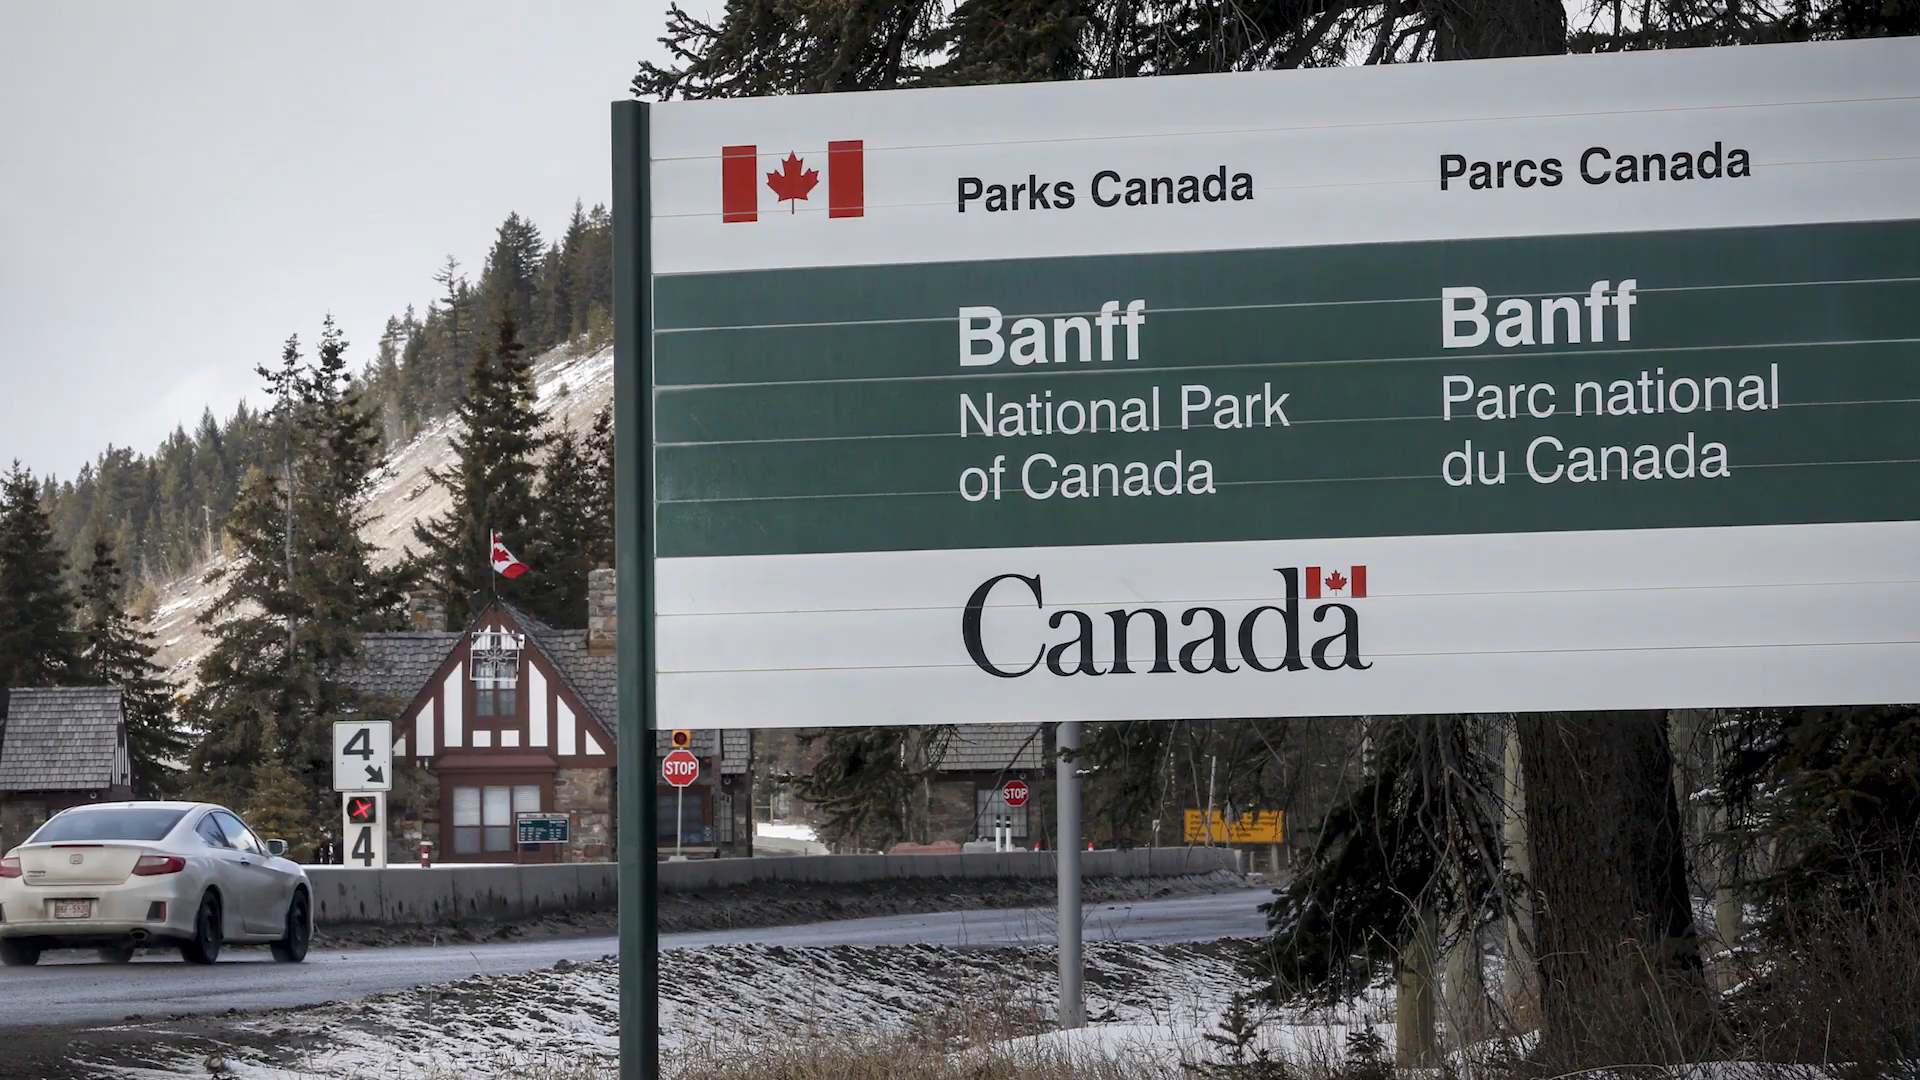 Parks Canada
Parcs Canada
Banff
National Park
of Canada
Banff
Parc national
du Canada
Canada
4
4
STOP
STOP